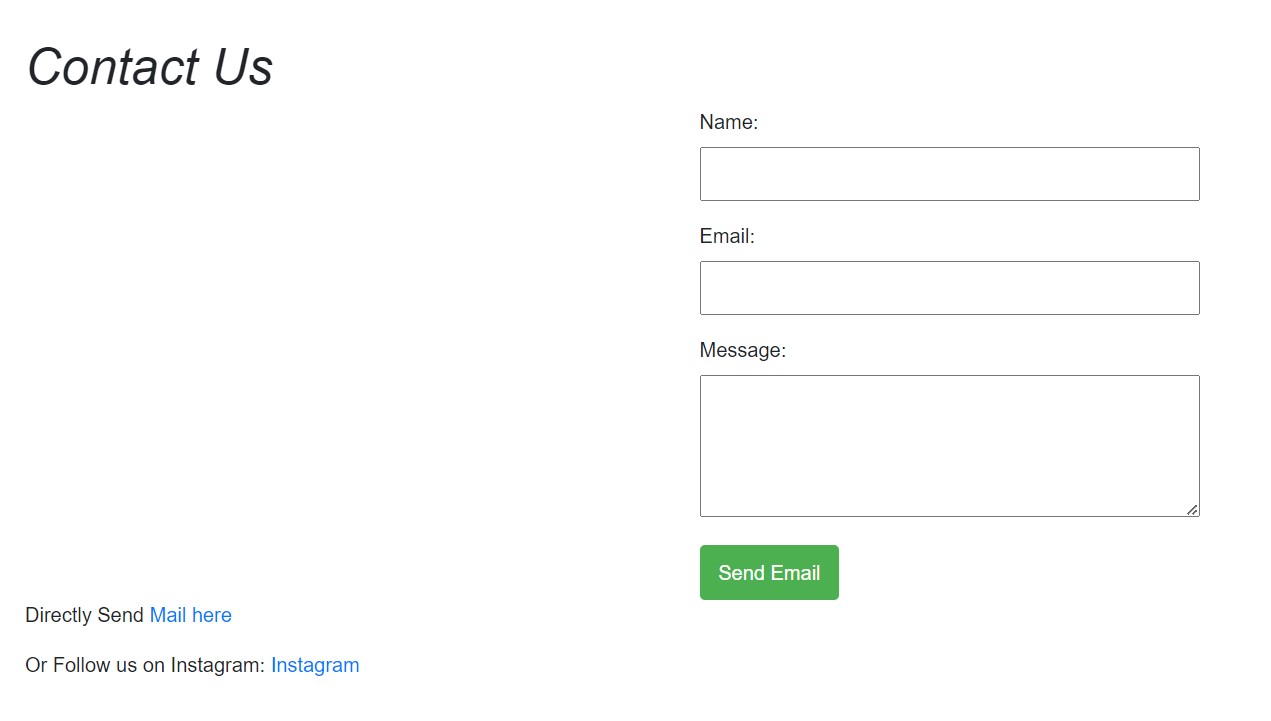 Contact Us
Name:
Email:
Message:
Send Email
Directly Send Mail here
Or Follow us on Instagram: Instagram